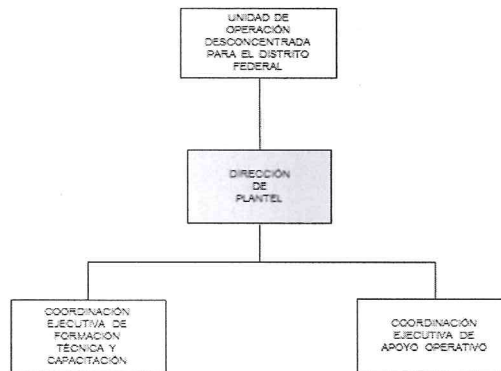 UNIDAD DE
OPERACIÓN
DESCONCENTRADA
PARA EL DISTRITO
FEDERAL
DIRECCIÓN
DE
PLANTEL
COORDINACIÓN
EJECUTIVA DE
FORMACIÓN
TÉCNICA Y
CAPACITACIÓN
COORDINACIÓN
EJECUTIVA DE
APOYO OPERATIVO